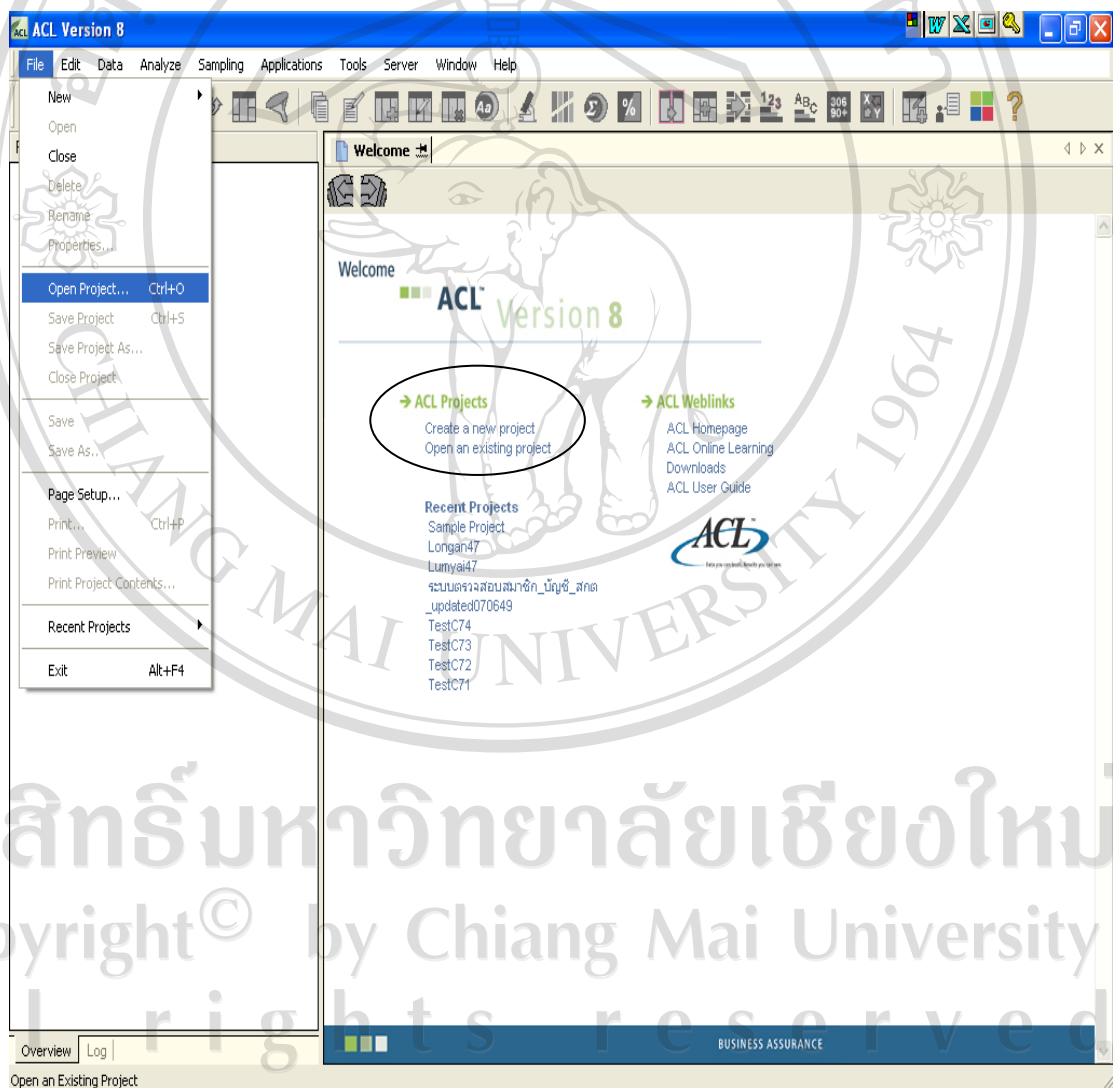 ACL Version 8
File Edit Data Analyze Sampling Applications Tools Server Window Help
New
Open
Close
Delete
Rename
Properties...
Open Project... Ctrl+O
Save Project Ctrl+S
Save Project As...
Close Project
Save
Save As...
Page Setup...
Print... Ctrl+P
Print Preview
Print Project Contents...
Recent Projects
Exit Alt+F4
Welcome
Welcome
ACL™ Version 8
ACL Projects
Create a new project
Open an existing project
Recent Projects
Sample Project
Longan47
Lumyai47
ระบบตรวจสอบสมาชิก_บัญชี_สกต
_updated070649
TestC74
TestC73
TestC72
TestC71
ACL Weblinks
ACL Homepage
ACL Online Learning
Downloads
ACL User Guide
ACL™
BUSINESS ASSURANCE
Overview Log
Open an Existing Project
CHIANG MAI UNIVERSITY 1964
สิทธิ์มหาวิทยาลัยเชียงใหม่
pyright© by Chiang Mai University
l rights reserved